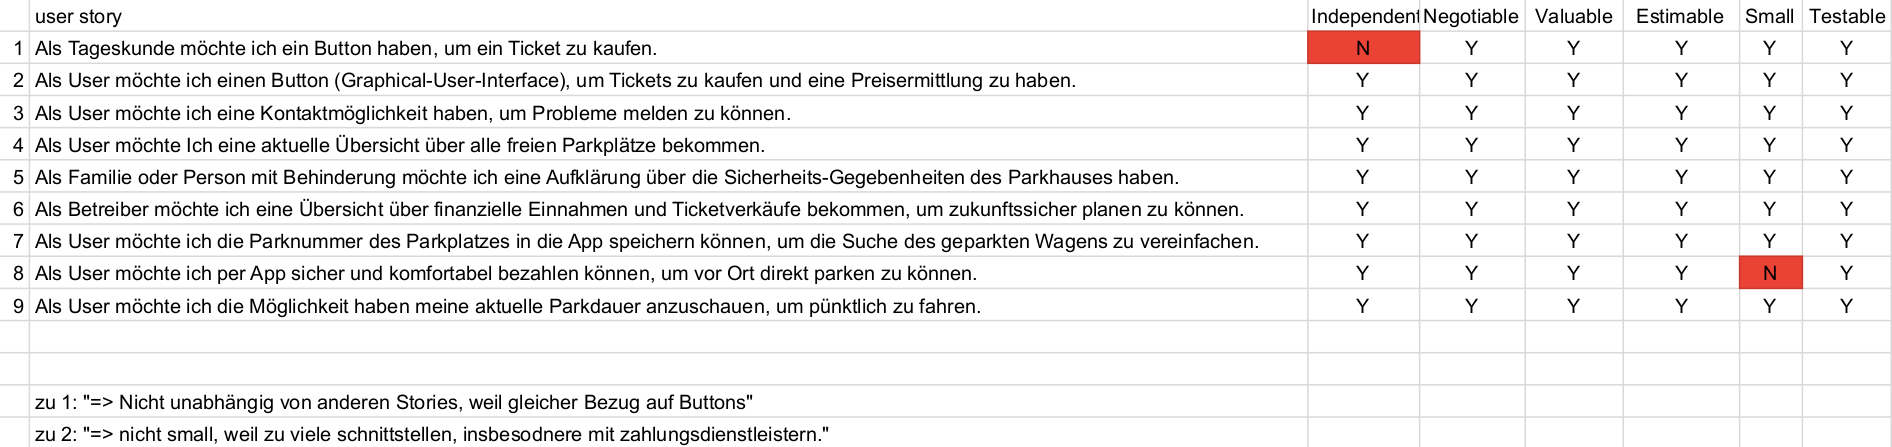 user story Independent Negotiable Valuable Estimable Small Testable
1 Als Tageskunde möchte ich ein Button haben, um ein Ticket zu kaufen. N Y Y Y Y Y
2 Als User möchte ich einen Button (Graphical-User-Interface), um Tickets zu kaufen und eine Preisermittlung zu haben. Y Y Y Y Y Y
3 Als User möchte ich eine Kontaktmöglichkeit haben, um Probleme melden zu können. Y Y Y Y Y Y
4 Als User möchte Ich eine aktuelle Übersicht über alle freien Parkplätze bekommen. Y Y Y Y Y Y
5 Als Familie oder Person mit Behinderung möchte ich eine Aufklärung über die Sicherheits-Gegebenheiten des Parkhauses haben. Y Y Y Y Y Y
6 Als Betreiber möchte ich eine Übersicht über finanzielle Einnahmen und Ticketverkäufe bekommen, um zukunftssicher planen zu können. Y Y Y Y Y Y
7 Als User möchte ich die Parknummer des Parkplatzes in die App speichern können, um die Suche des geparkten Wagens zu vereinfachen. Y Y Y Y Y Y
8 Als User möchte ich per App sicher und komfortabel bezahlen können, um vor Ort direkt parken zu können. Y Y Y Y N Y
9 Als User möchte ich die Möglichkeit haben meine aktuelle Parkdauer anzuschauen, um pünktlich zu fahren. Y Y Y Y Y Y
zu 1: "=> Nicht unabhängig von anderen Stories, weil gleicher Bezug auf Buttons"
zu 2: "=> nicht small, weil zu viele schnittstellen, insbesodnere mit zahlungsdienstleistern."